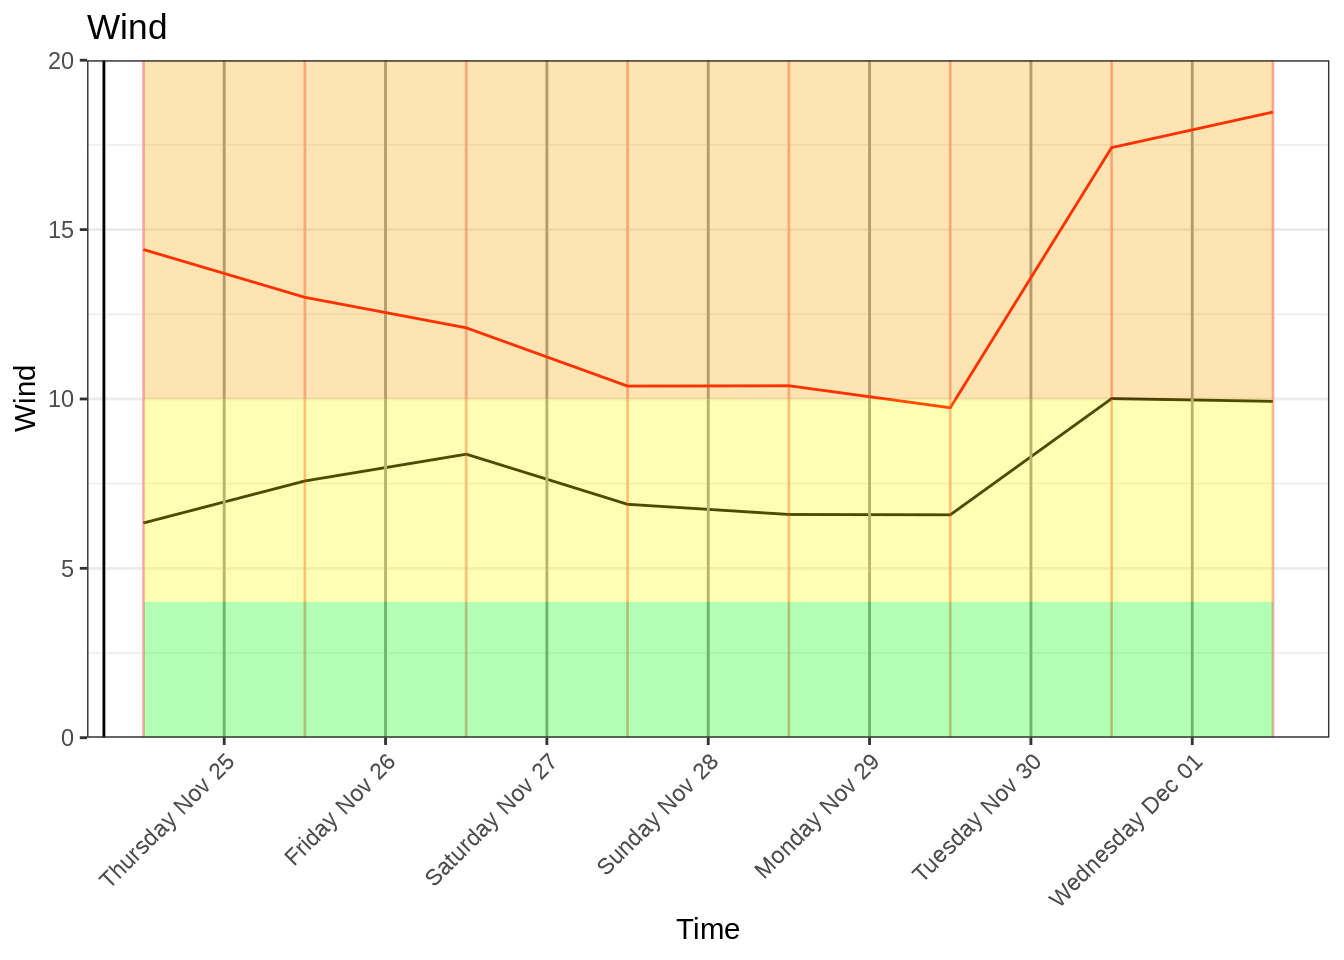 Wind
20
15
10
5
0
Wind
Thursday Nov 25
Friday Nov 26
Saturday Nov 27
Sunday Nov 28
Monday Nov 29
Tuesday Nov 30
Wednesday Dec 01
Time